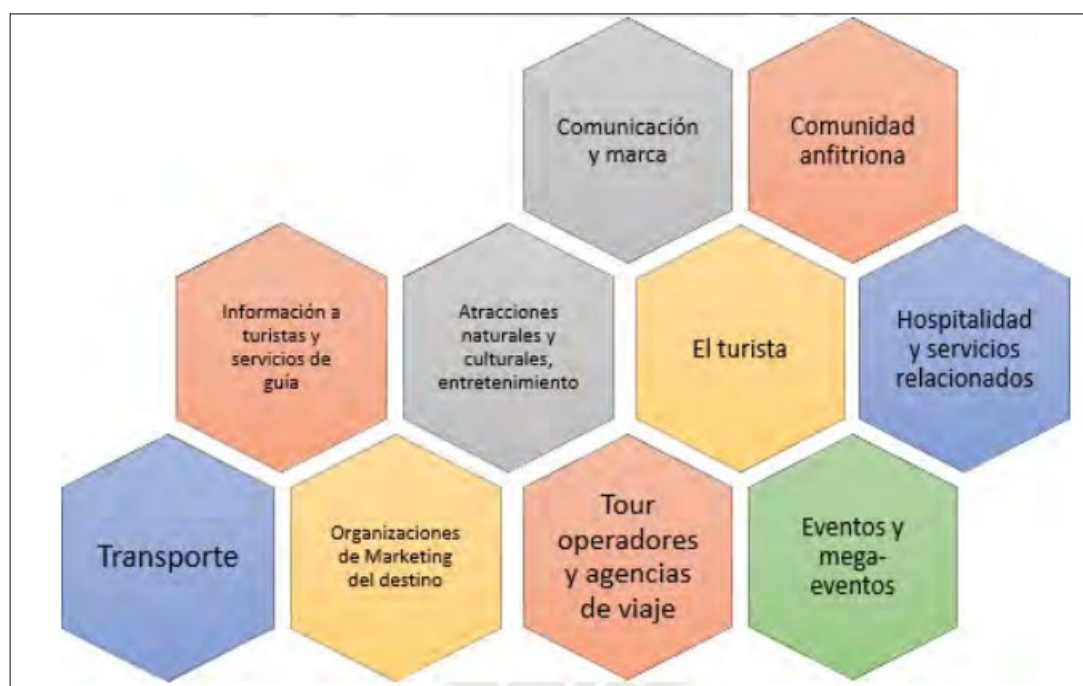 Comunicación
y marca
Comunidad
anfitriona
Información a
turistas y
servicios de
guía
Atracciones
naturales y
culturales,
entretenimiento
El turista
Hospitalidad
y servicios
relacionados
Transporte
Organizaciones
de Marketing
del destino
Tour
operadores
y agencias
de viaje
Eventos y
mega-
eventos